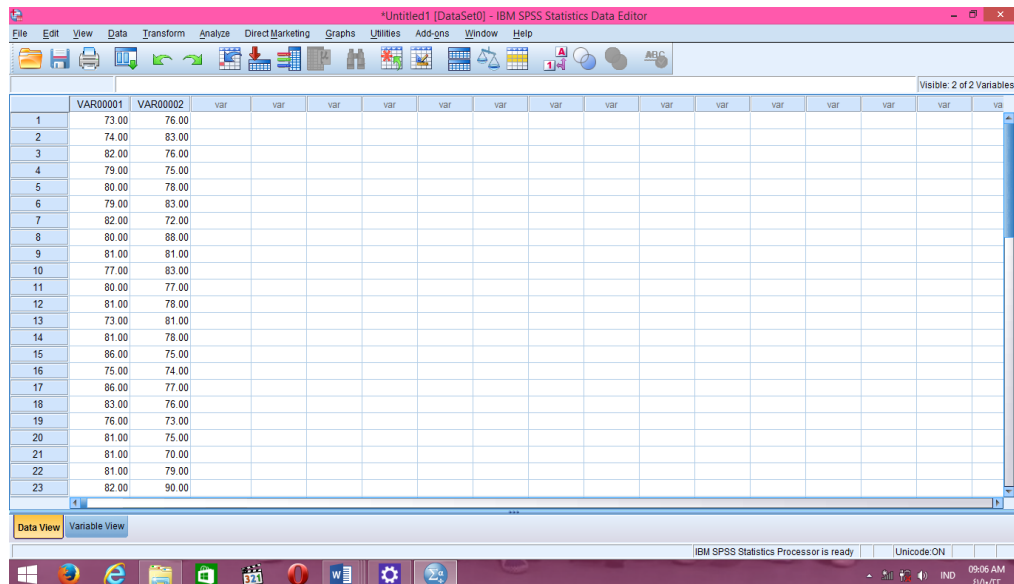 *Untitled1 [DataSet0] - IBM SPSS Statistics Data Editor
File Edit View Data Transform Analyze Direct Marketing Graphs Utilities Add-ons Window Help
Visible: 2 of 2 Variables
VAR00001 VAR00002 var var var var var var var var var var var var var va
1 73.00 76.00
2 74.00 83.00
3 82.00 76.00
4 79.00 75.00
5 80.00 78.00
6 79.00 83.00
7 82.00 72.00
8 80.00 88.00
9 81.00 81.00
10 77.00 83.00
11 80.00 77.00
12 81.00 78.00
13 73.00 81.00
14 81.00 78.00
15 86.00 75.00
16 75.00 74.00
17 86.00 77.00
18 83.00 76.00
19 76.00 73.00
20 81.00 75.00
21 81.00 70.00
22 81.00 79.00
23 82.00 90.00
Data View Variable View
IBM SPSS Statistics Processor is ready Unicode:ON
IND 09:06 AM